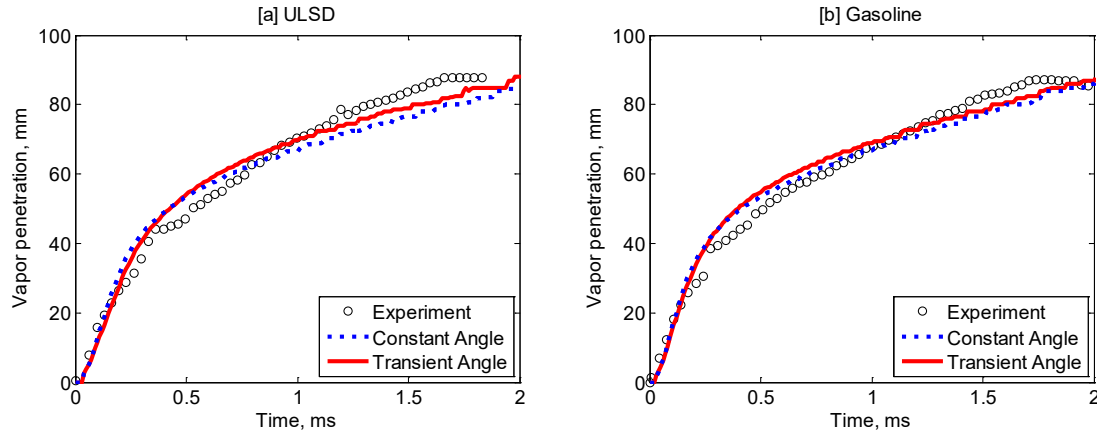 [a] ULSD
100
80
60
40
20
0
Vapor penetration, mm
0
0.5
1
1.5
2
Time, ms
Experiment
Constant Angle
Transient Angle
[b] Gasoline
100
80
60
40
20
0
Vapor penetration, mm
0
0.5
1
1.5
2
Time, ms
Experiment
Constant Angle
Transient Angle